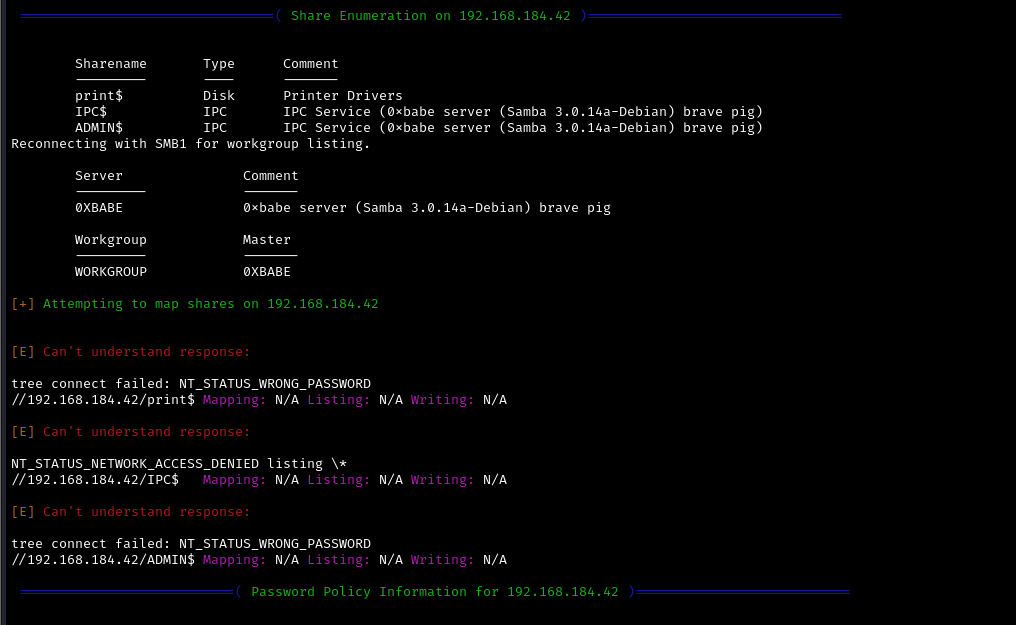 ( Share Enumeration on 192.168.184.42 )
Sharename Type Comment
print$ Disk Printer Drivers
IPC$ IPC IPC Service (0×babe server (Samba 3.0.14a-Debian) brave pig)
ADMIN$ IPC IPC Service (0×babe server (Samba 3.0.14a-Debian) brave pig)
Reconnecting with SMB1 for workgroup listing.
Server Comment
0XBABE 0×babe server (Samba 3.0.14a-Debian) brave pig
Workgroup Master
WORKGROUP 0XBABE
[+] Attempting to map shares on 192.168.184.42
[E] Can't understand response:
tree connect failed: NT_STATUS_WRONG_PASSWORD
//192.168.184.42/print$ Mapping: N/A Listing: N/A Writing: N/A
[E] Can't understand response:
NT_STATUS_NETWORK_ACCESS_DENIED listing \*
//192.168.184.42/IPC$ Mapping: N/A Listing: N/A Writing: N/A
[E] Can't understand response:
tree connect failed: NT_STATUS_WRONG_PASSWORD
//192.168.184.42/ADMIN$ Mapping: N/A Listing: N/A Writing: N/A
( Password Policy Information for 192.168.184.42 )